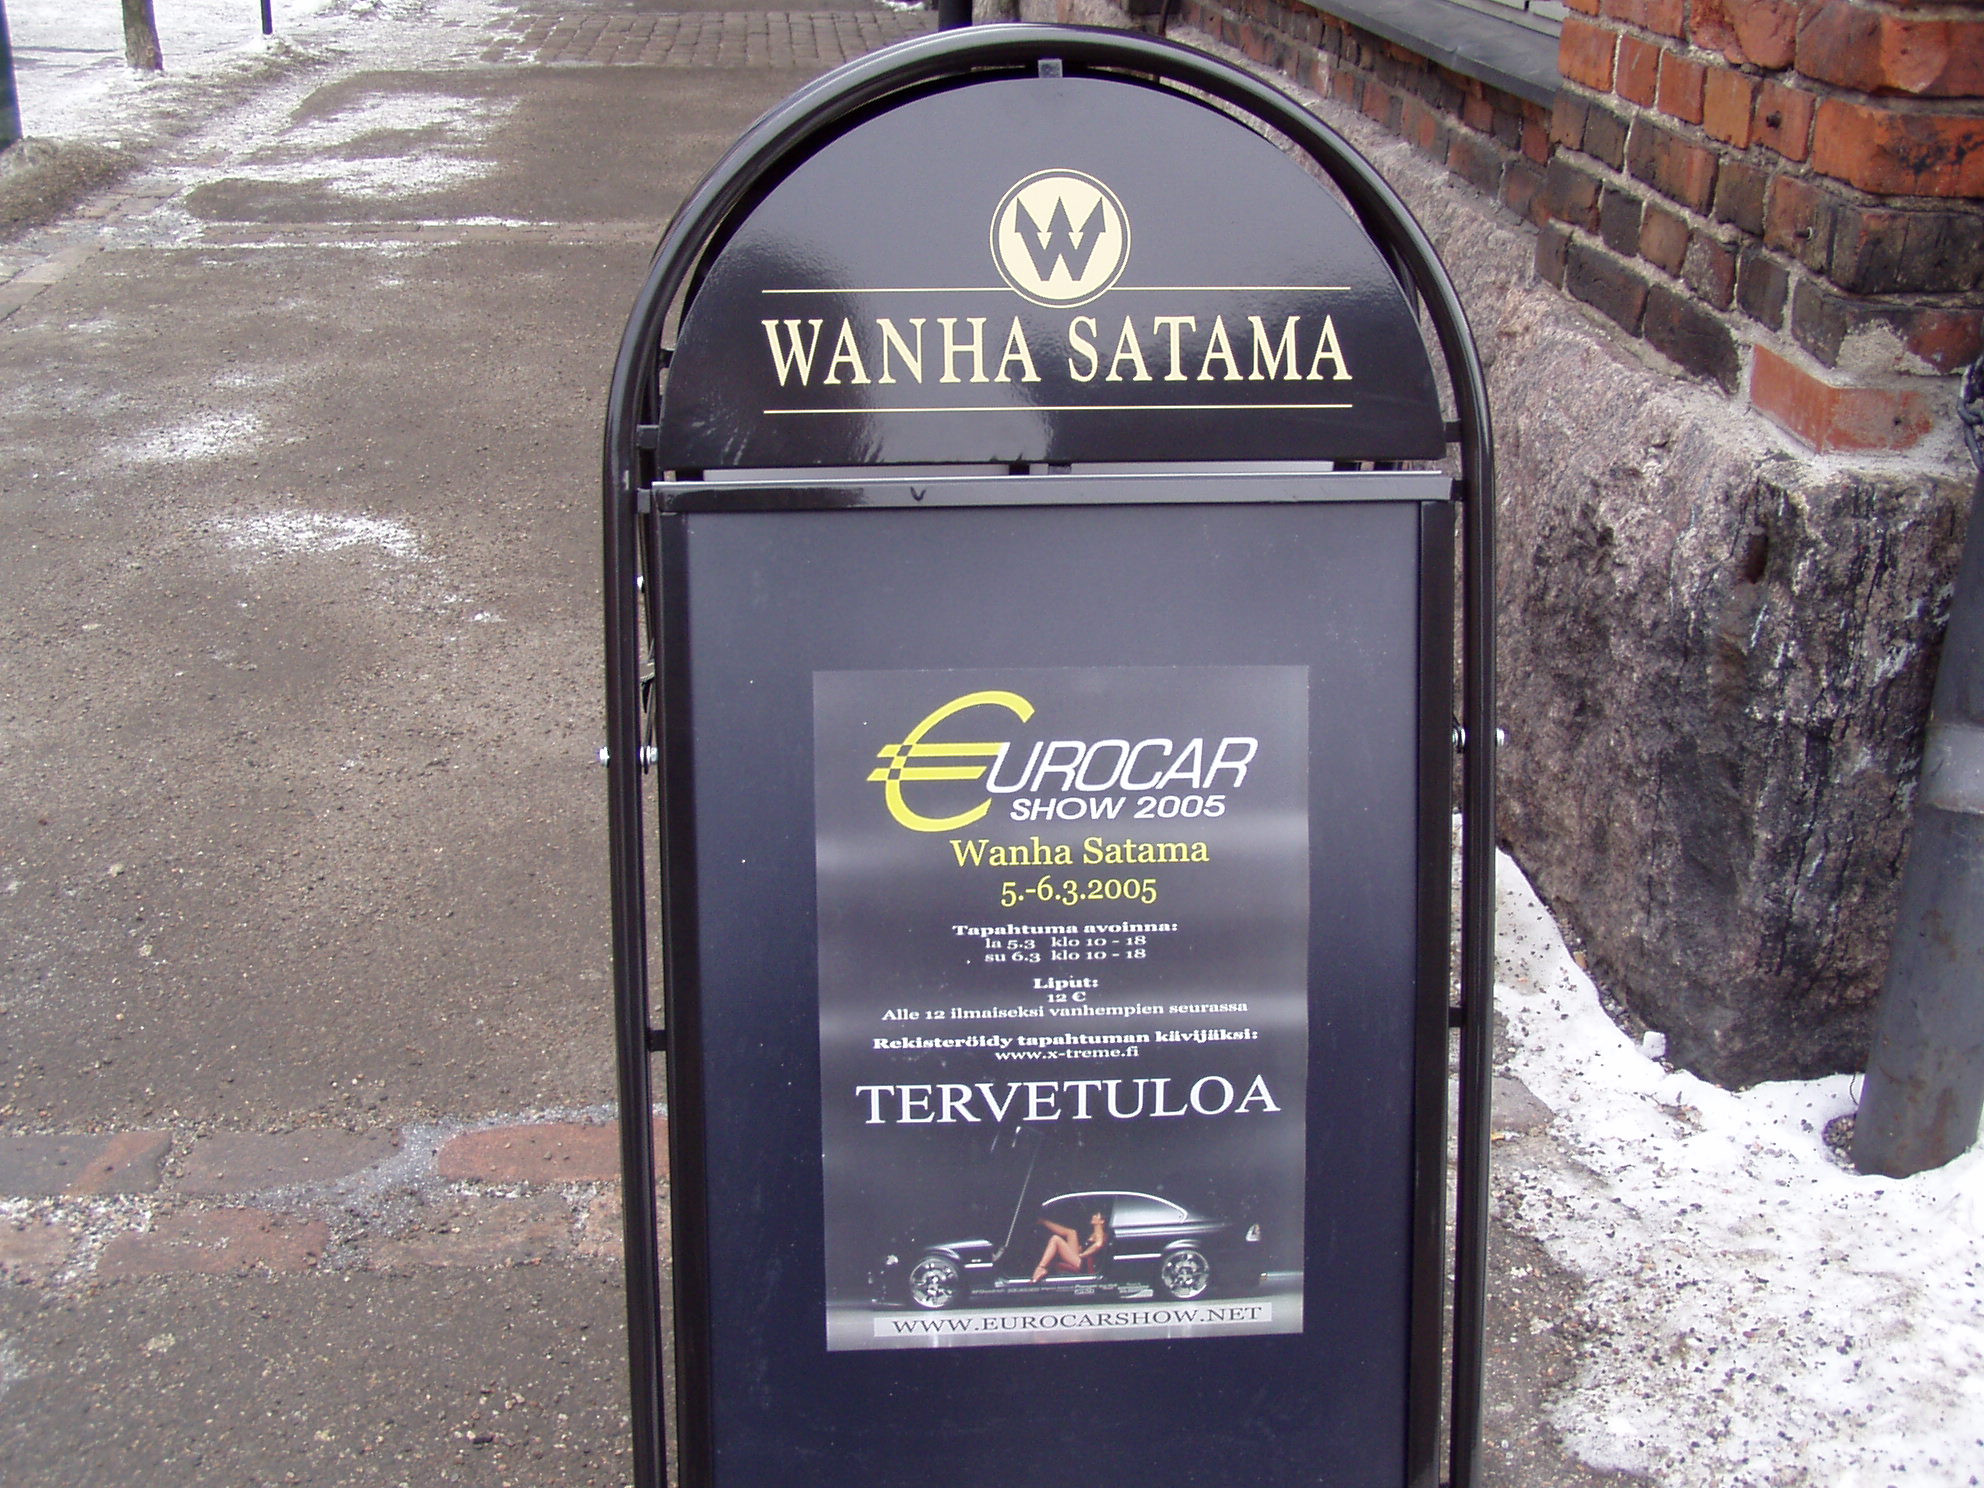 W
WANHA SATAMA
EUROCAR
SHOW 2005
Wanha Satama
5.-6.3.2005
Tapahtuma avoinna:
la 5.3 klo 10 - 18
su 6.3 klo 10 - 18
Liput:
12 €
Alle 12 ilmaiseksi vanhempien seurassa
Rekisteröidy tapahtuman kävijäksi:
www.x-treme.fi
TERVETULOA
WWW.EUROCARSHOW.NET